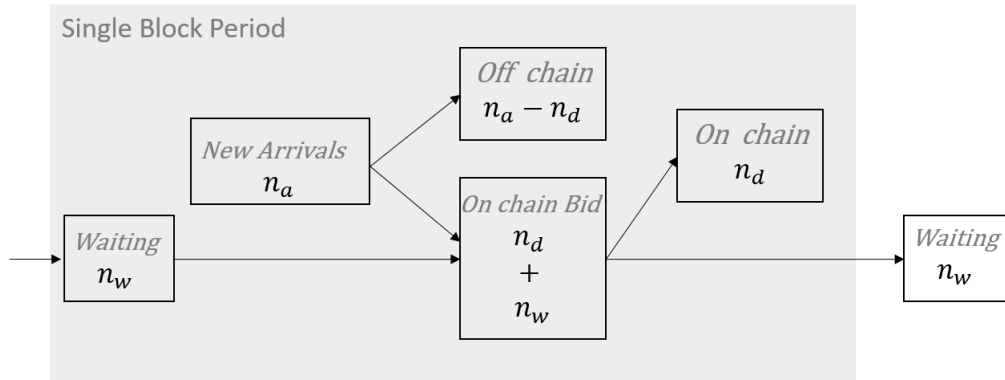 Single Block Period
Off chain
n_a − n_d
New Arrivals
n_a
On chain
n_d
On chain Bid
n_d
+
n_w
Waiting
n_w
Waiting
n_w